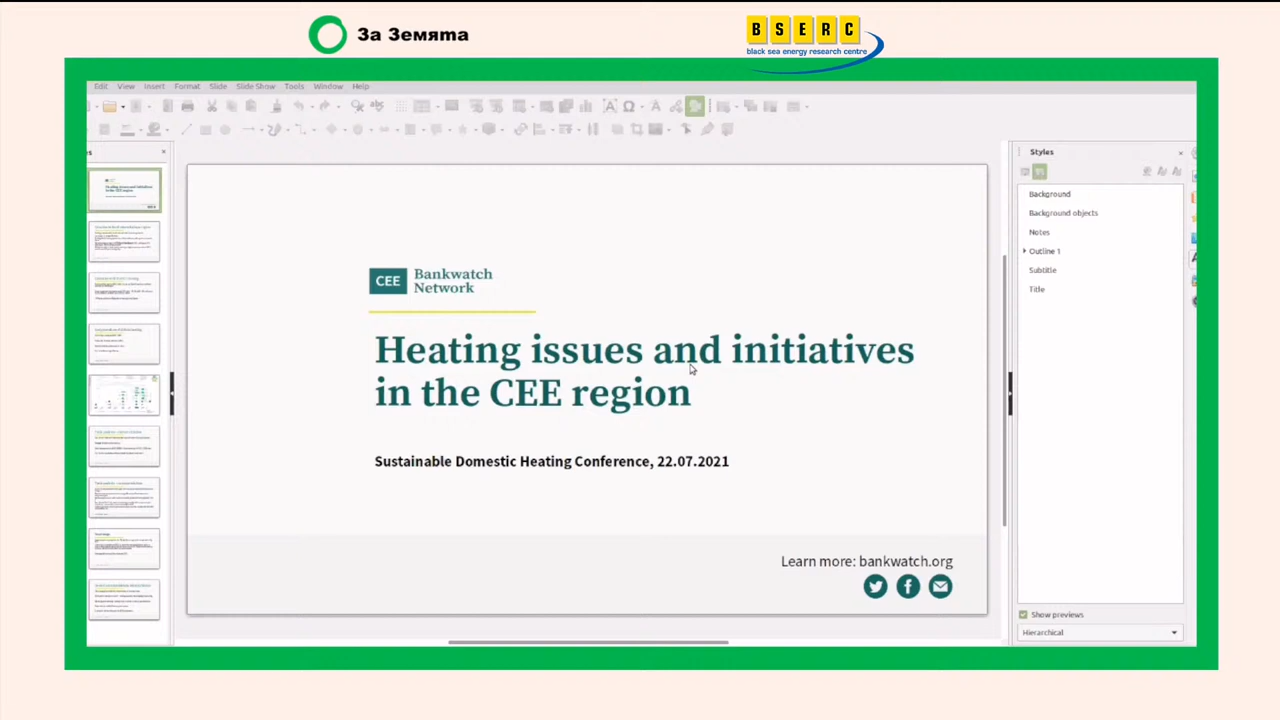 За Земята
BSERC
black sea energy research centre
Edit View Insert Format Slide Slide Show Tools Window Help
Styles
Background
Background objects
Notes
Outline 1
Subtitle
Title
CEE Bankwatch
Network
Heating issues and initiatives
in the CEE region
Sustainable Domestic Heating Conference, 22.07.2021
Learn more: bankwatch.org
Show previews
Hierarchical